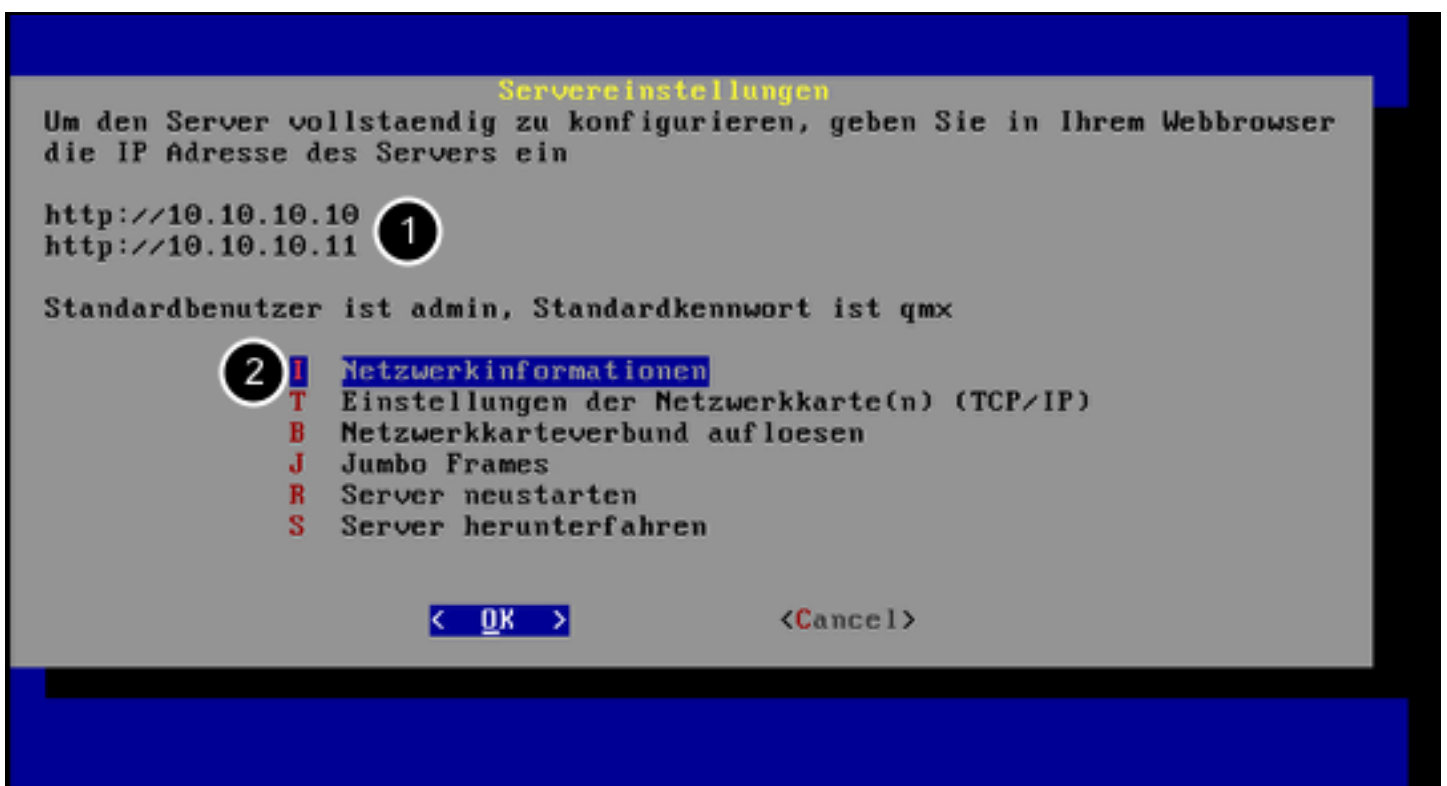 Servereinstellungen
Um den Server vollstaendig zu konfigurieren, geben Sie in Ihrem Webbrowser
die IP Adresse des Servers ein
http://10.10.10.10
http://10.10.10.11
1
Standardbenutzer ist admin, Standardkennwort ist qmx
2 I Netzwerkinformationen
T Einstellungen der Netzwerkkarte(n) (TCP/IP)
B Netzwerkkarteverbund aufloesen
J Jumbo Frames
R Server neustarten
S Server herunterfahren
< OK > <Cancel>